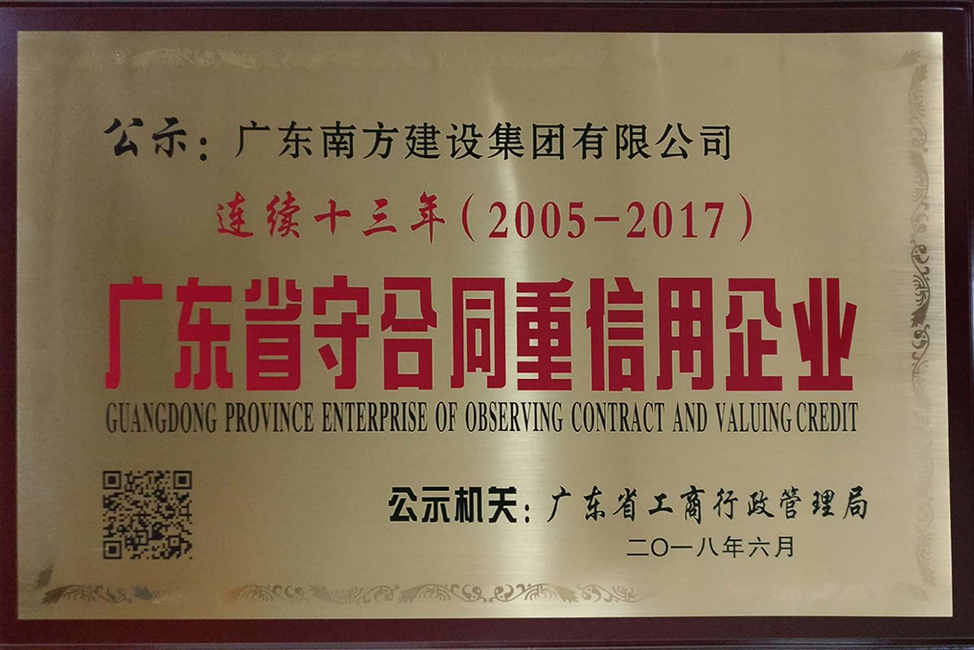 公示：广东南方建设集团有限公司
连续十三年(2005-2017)
广东省守合同重信用企业
GUANGDONG PROVINCE ENTERPRISE OF OBSERVING CONTRACT AND VALUING CREDIT
公示机关：广东省工商行政管理局
二〇一八年六月